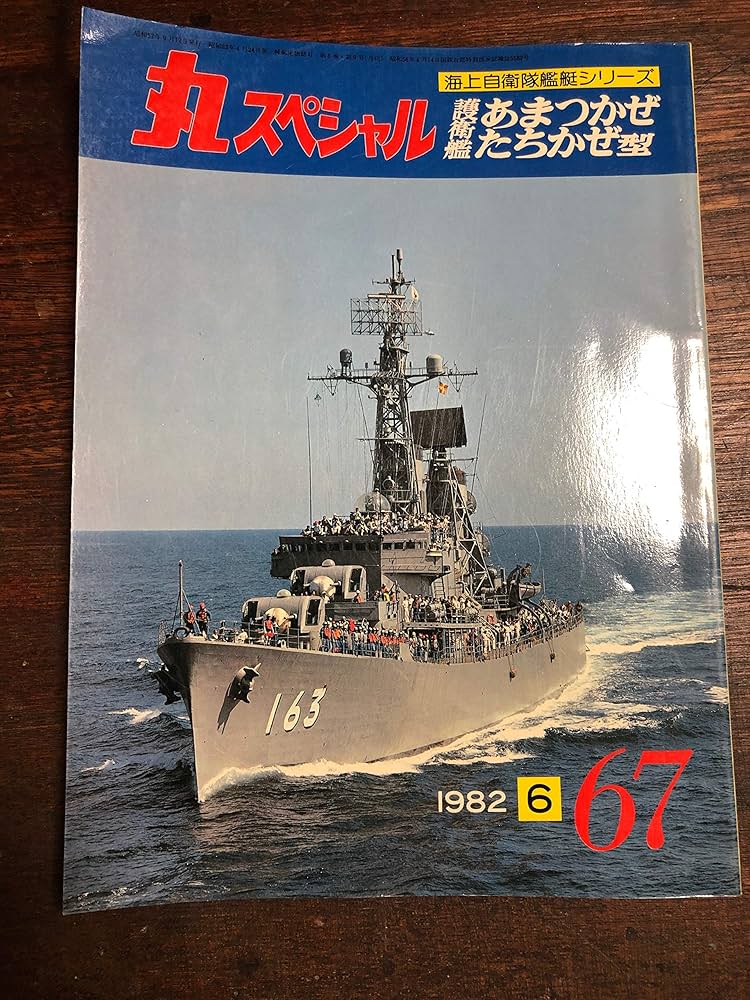 海上自衛隊艦艇シリーズ
丸スペシャル
護衛艦
あまつかぜ
たちかぜ型
163
1982 6 67